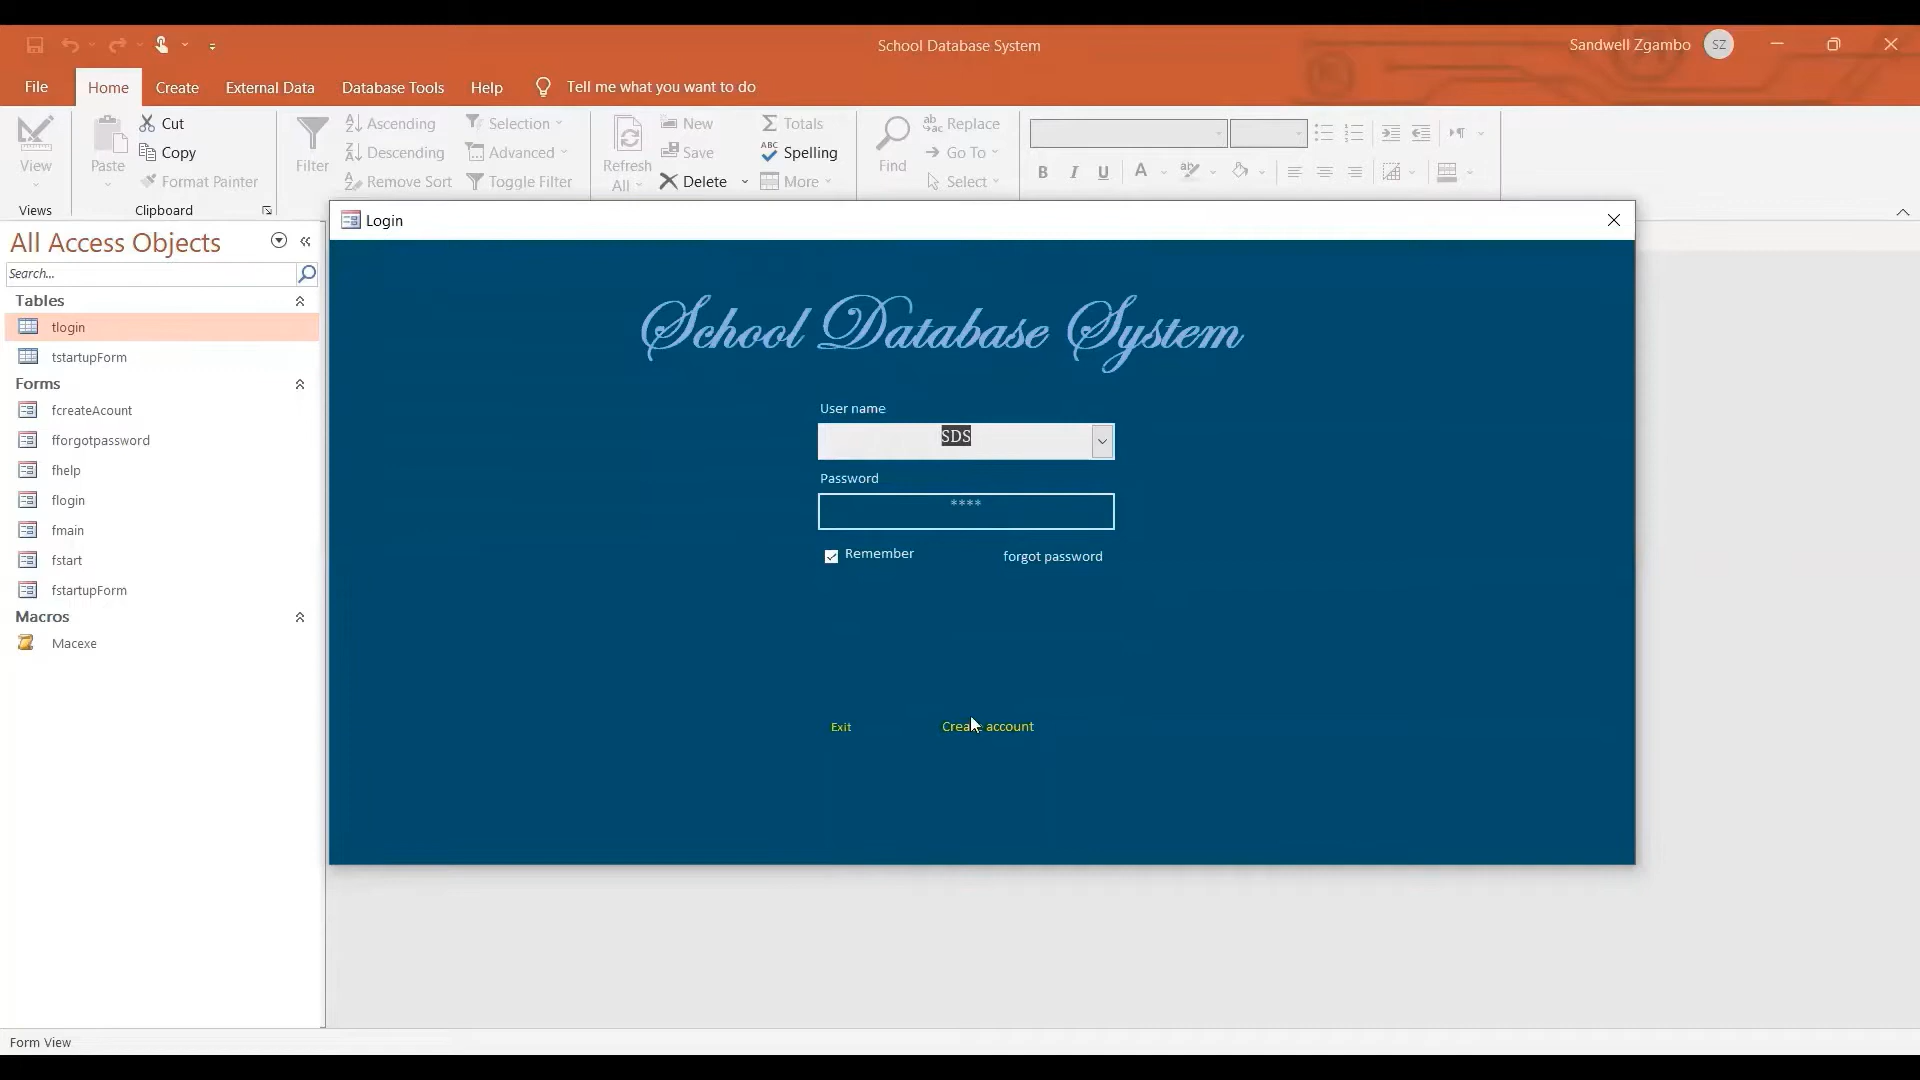 School Database System
Sandwell Zgambo SZ
File Home Create External Data Database Tools Help Tell me what you want to do
View
Views
Paste
Cut
Copy
Format Painter
Clipboard
Filter
Ascending
Descending
Remove Sort
Selection
Advanced
Toggle Filter
Refresh
All
New
Save
Delete
Totals
Spelling
More
Find
Replace
Go To
Select
B I U A
All Access Objects
Search...
Tables
tlogin
tstartupForm
Forms
fcreateAcount
fforgotpassword
fhelp
flogin
fmain
fstart
fstartupForm
Macros
Macexe
Login
School Database System
User name
SDS
Password
****
Remember forgot password
Exit
Create account
Form View